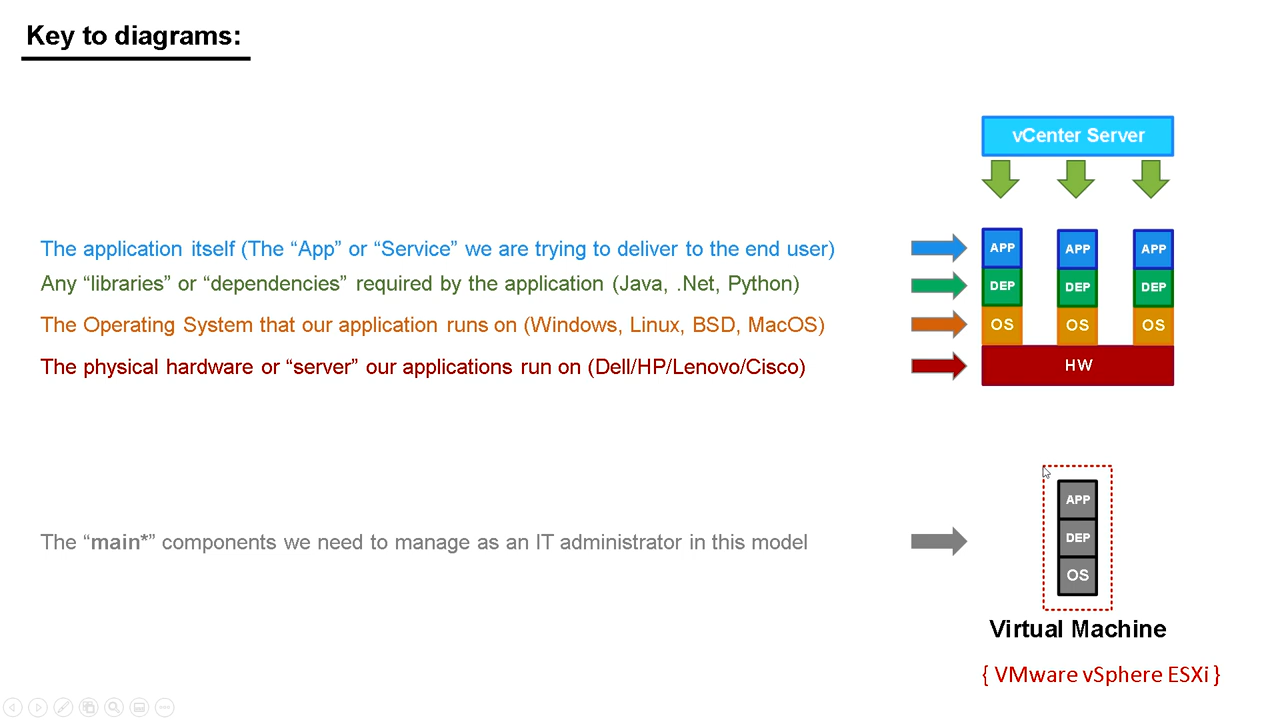 Key to diagrams:
vCenter Server
The application itself (The “App” or “Service” we are trying to deliver to the end user)
APP APP APP
Any “libraries” or “dependencies” required by the application (Java, .Net, Python)
DEP DEP DEP
The Operating System that our application runs on (Windows, Linux, BSD, MacOS)
OS OS OS
The physical hardware or “server” our applications run on (Dell/HP/Lenovo/Cisco)
HW
The “main*” components we need to manage as an IT administrator in this model
APP
DEP
OS
Virtual Machine
{ VMware vSphere ESXi }